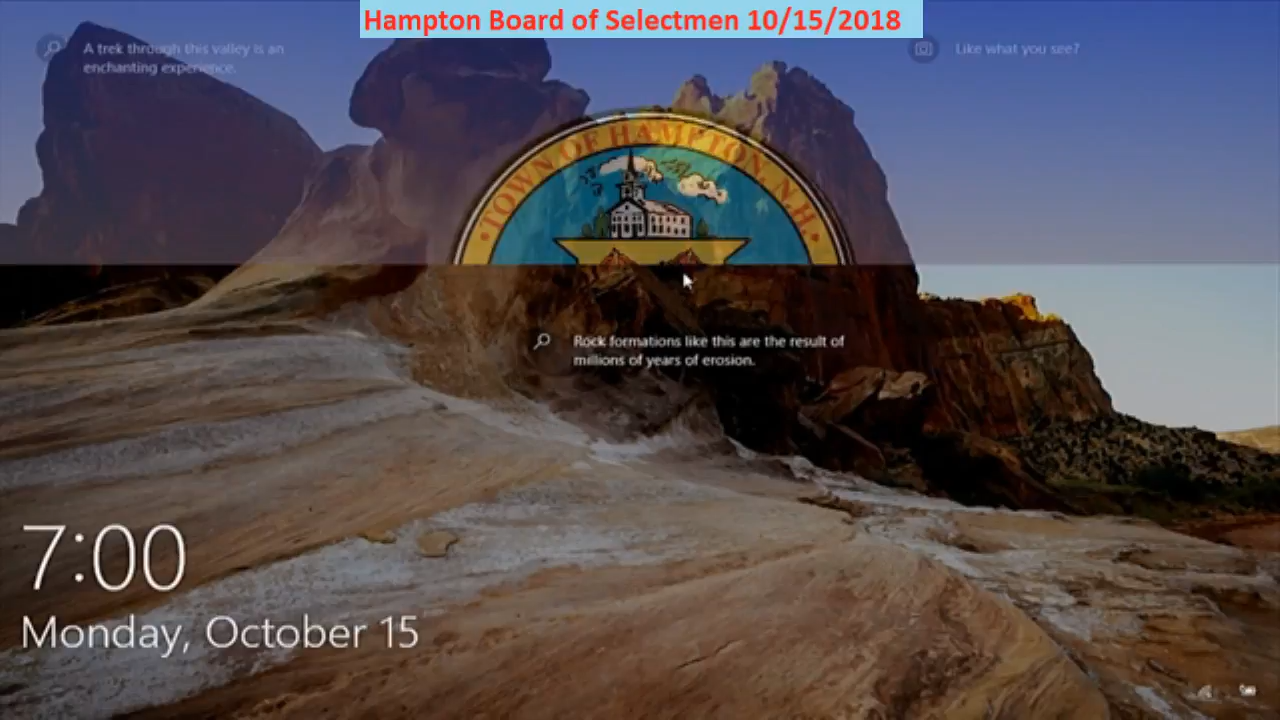 Hampton Board of Selectmen 10/15/2018
A trek through this valley is an
enchanting experience.
Like what you see?
TOWN OF HAMPTON, N.H.
Rock formations like this are the result of
millions of years of erosion.
7:00
Monday, October 15